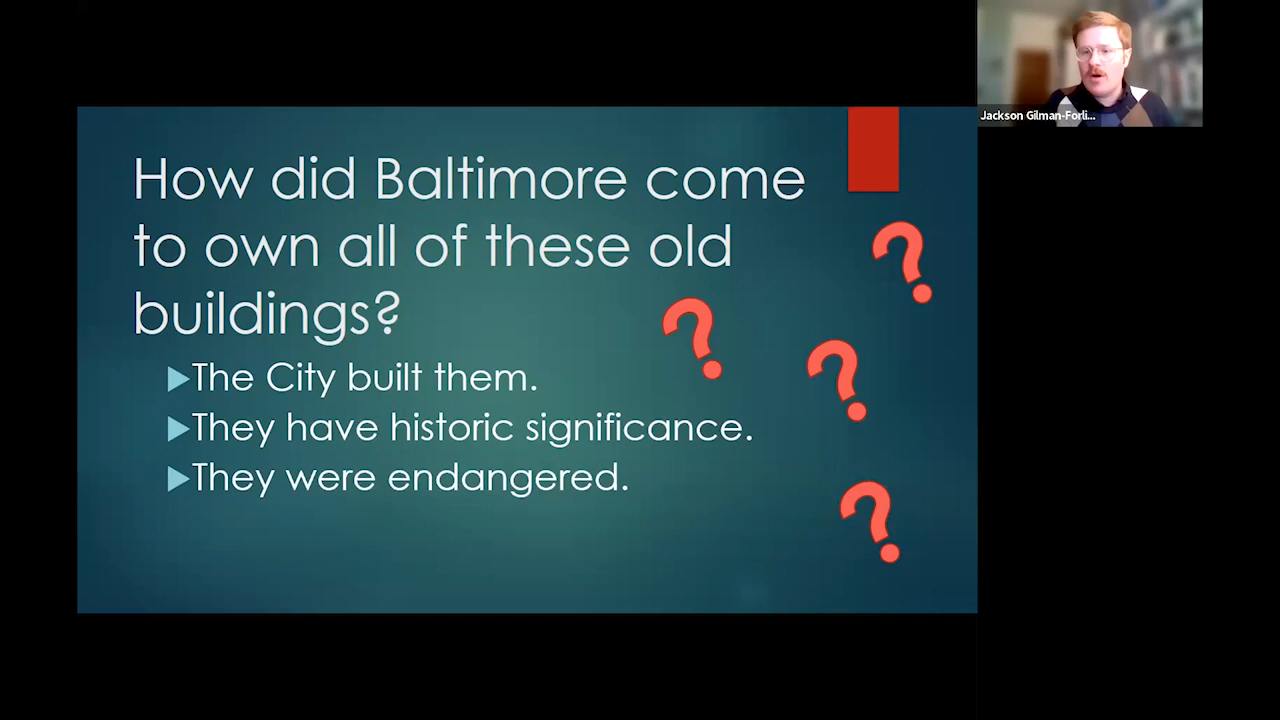 How did Baltimore come
to own all of these old
buildings?
The City built them.
They have historic significance.
They were endangered.
Jackson Gilman-Forli...